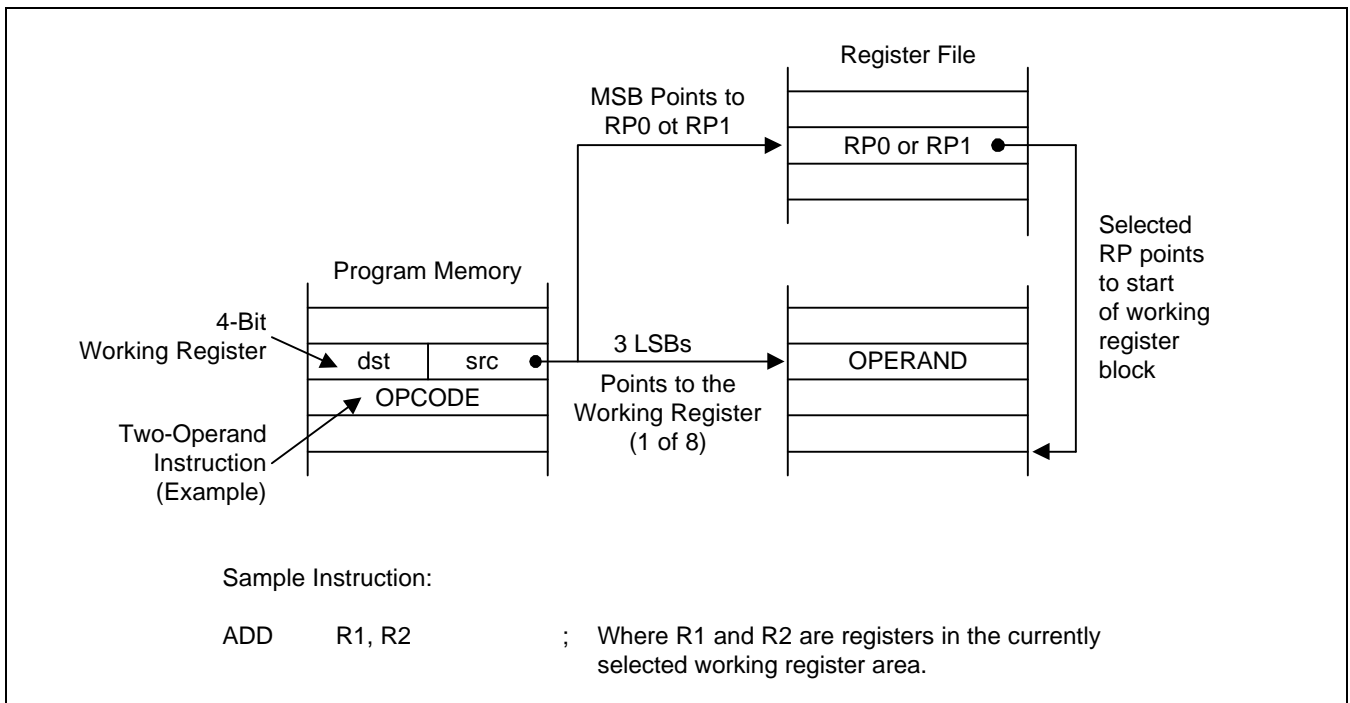 Register File
MSB Points to
RP0 ot RP1
RP0 or RP1
Selected
RP points
to start
of working
register
block
Program Memory
4-Bit
Working Register
dst src
3 LSBs
OPERAND
OPCODE
Points to the
Working Register
(1 of 8)
Two-Operand
Instruction
(Example)
Sample Instruction:
ADD R1, R2 ; Where R1 and R2 are registers in the currently
selected working register area.